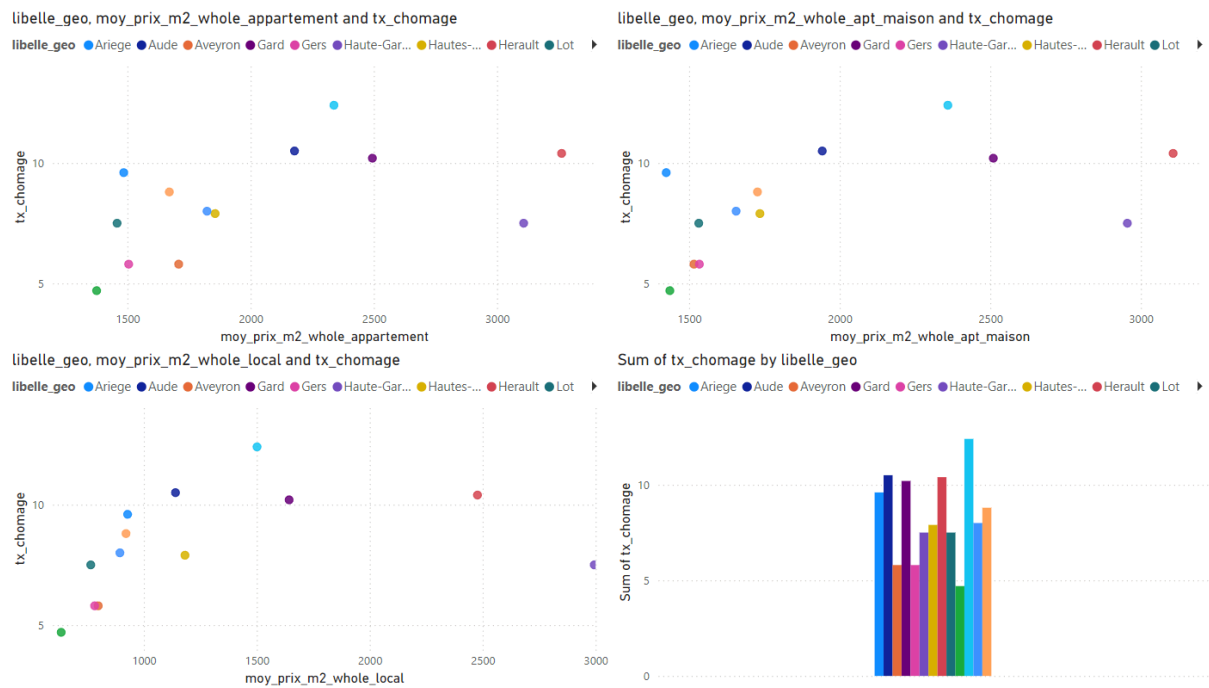 libelle_geo, moy_prix_m2_whole_appartement and tx_chomage
libelle_geo Ariege Aude Aveyron Gard Gers Haute-Gar... Hautes-... Herault Lot
tx_chomage
10
5
1500 2000 2500 3000
moy_prix_m2_whole_appartement
libelle_geo, moy_prix_m2_whole_apt_maison and tx_chomage
libelle_geo Ariege Aude Aveyron Gard Gers Haute-Gar... Hautes-... Herault Lot
tx_chomage
10
5
1500 2000 2500 3000
moy_prix_m2_whole_apt_maison
libelle_geo, moy_prix_m2_whole_local and tx_chomage
libelle_geo Ariege Aude Aveyron Gard Gers Haute-Gar... Hautes-... Herault Lot
tx_chomage
10
5
1000 1500 2000 2500 3000
moy_prix_m2_whole_local
Sum of tx_chomage by libelle_geo
libelle_geo Ariege Aude Aveyron Gard Gers Haute-Gar... Hautes-... Herault Lot
Sum of tx_chomage
10
5
0